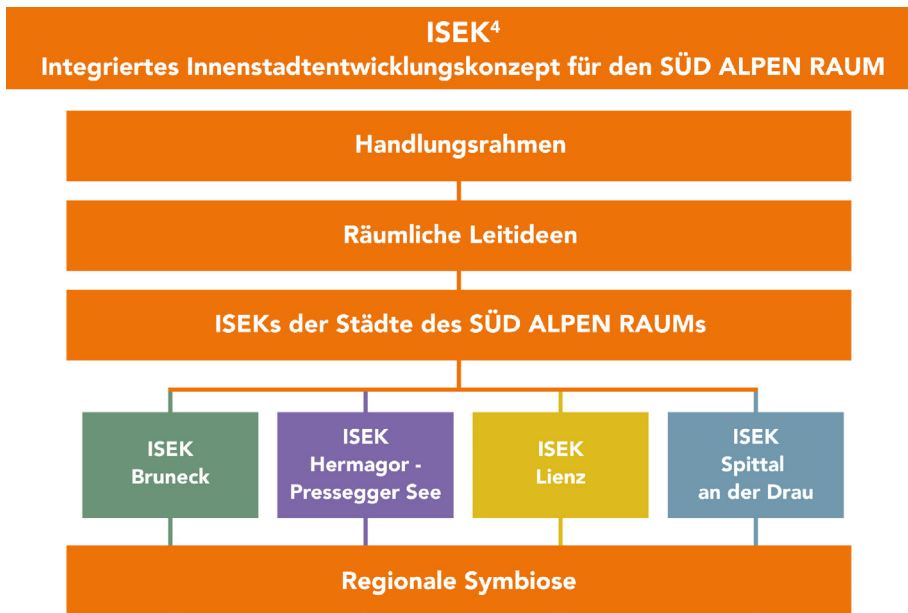 ISEK⁴
Integriertes Innenstadtentwicklungskonzept für den SÜD ALPEN RAUM
Handlungsrahmen
Räumliche Leitideen
ISEKs der Städte des SÜD ALPEN RAUMs
ISEK
Bruneck
ISEK
Hermagor -
Pressegger See
ISEK
Lienz
ISEK
Spittal
an der Drau
Regionale Symbiose